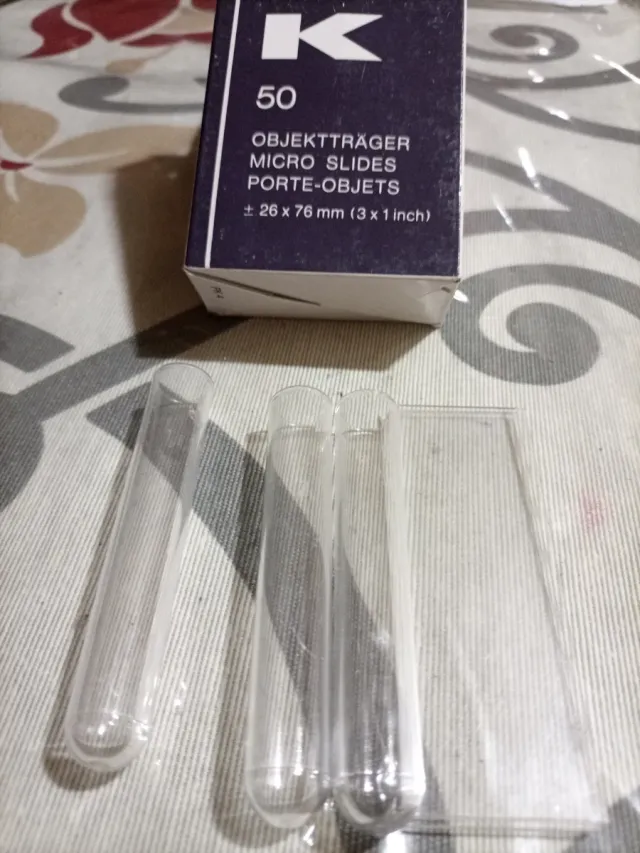 K
50
OBJEKTTRÄGER
MICRO SLIDES
PORTE-OBJETS
± 26 x 76 mm (3 x 1 inch)